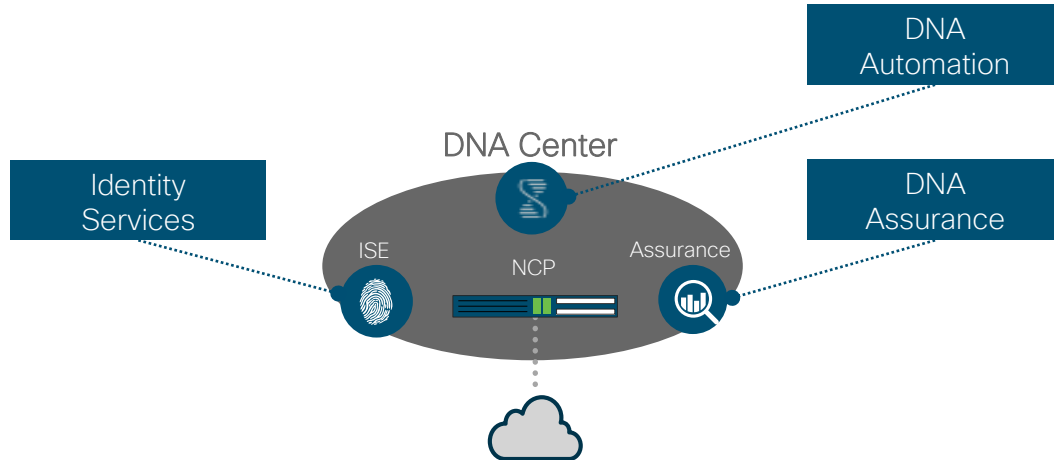 DNA
Automation
DNA Center
Identity
Services
DNA
Assurance
ISE
NCP
Assurance